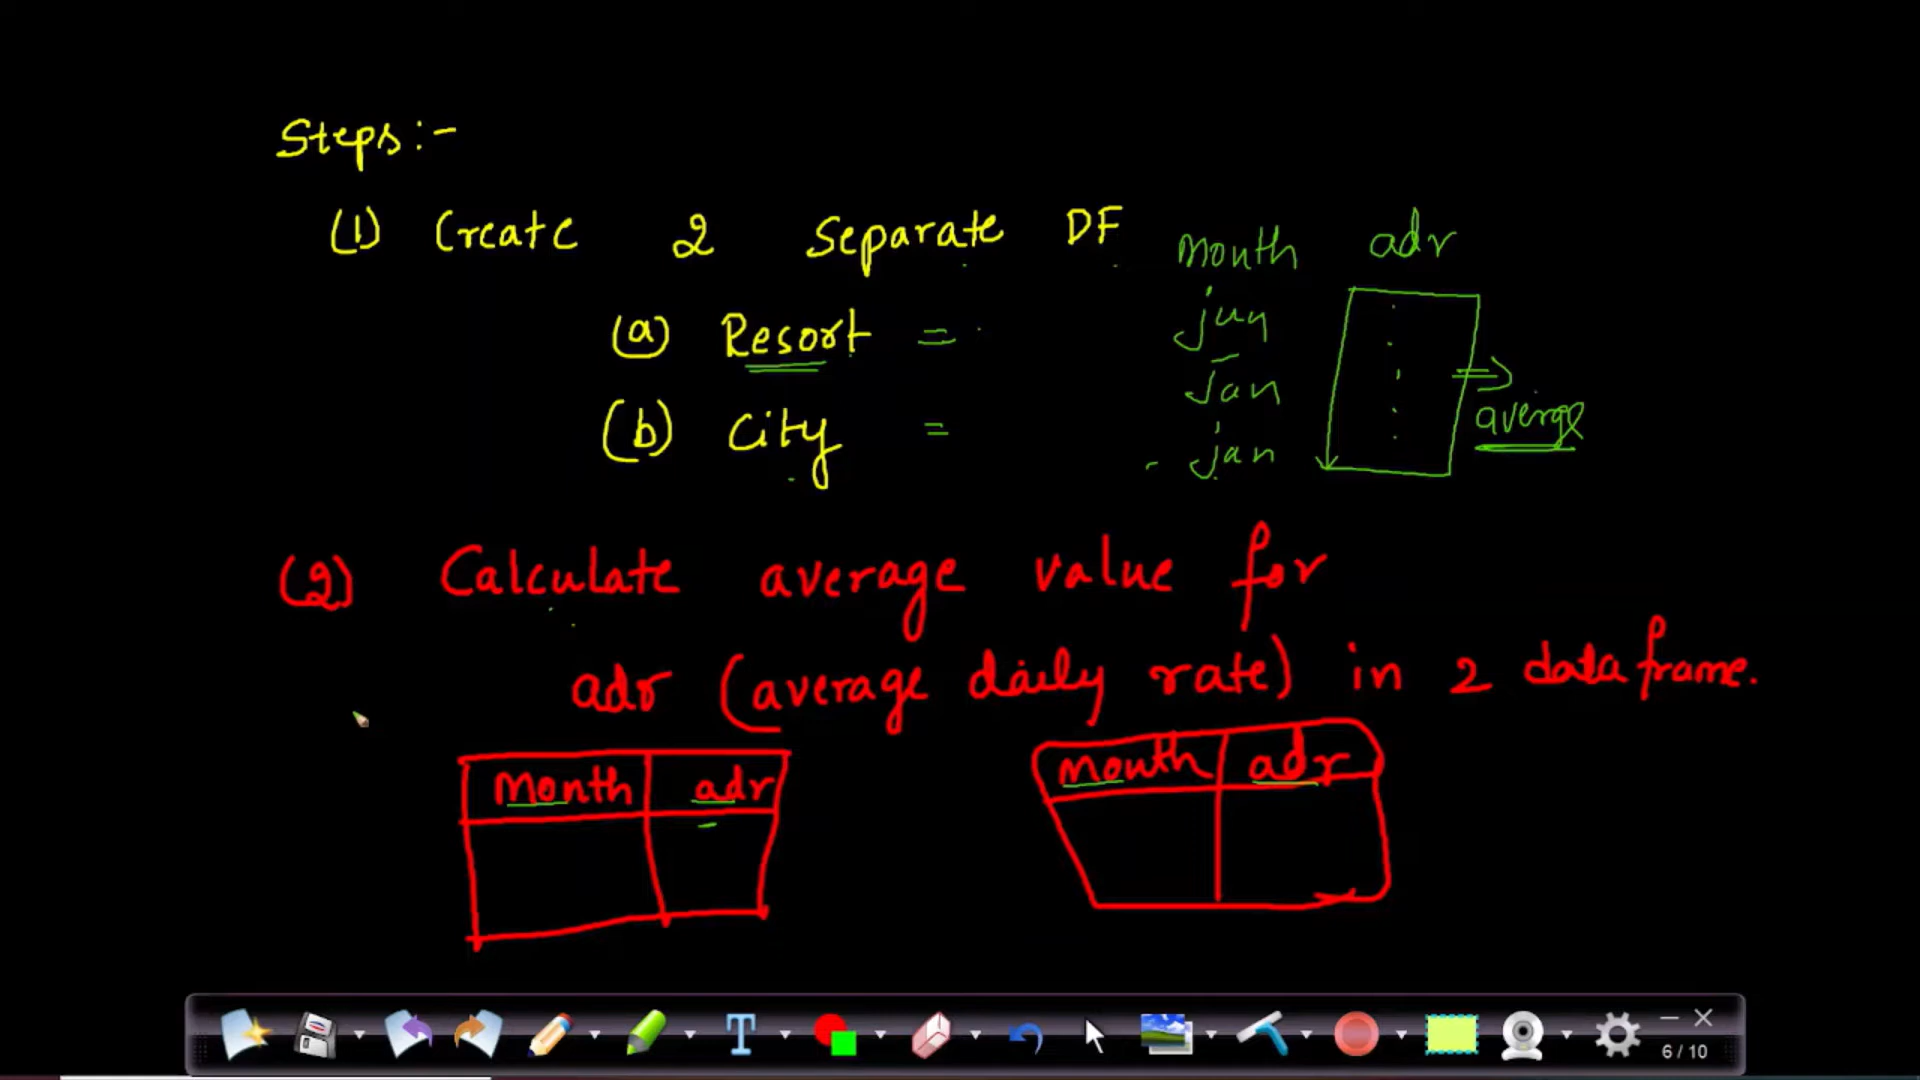 Steps:-
(1) Create 2 Separate DF
month adr
(a) Resort =
jan
jan
(b) City =
jan
average
(2) Calculate average value for
adr (average daily rate) in 2 data frame.
month adr
month adr
T
6/10